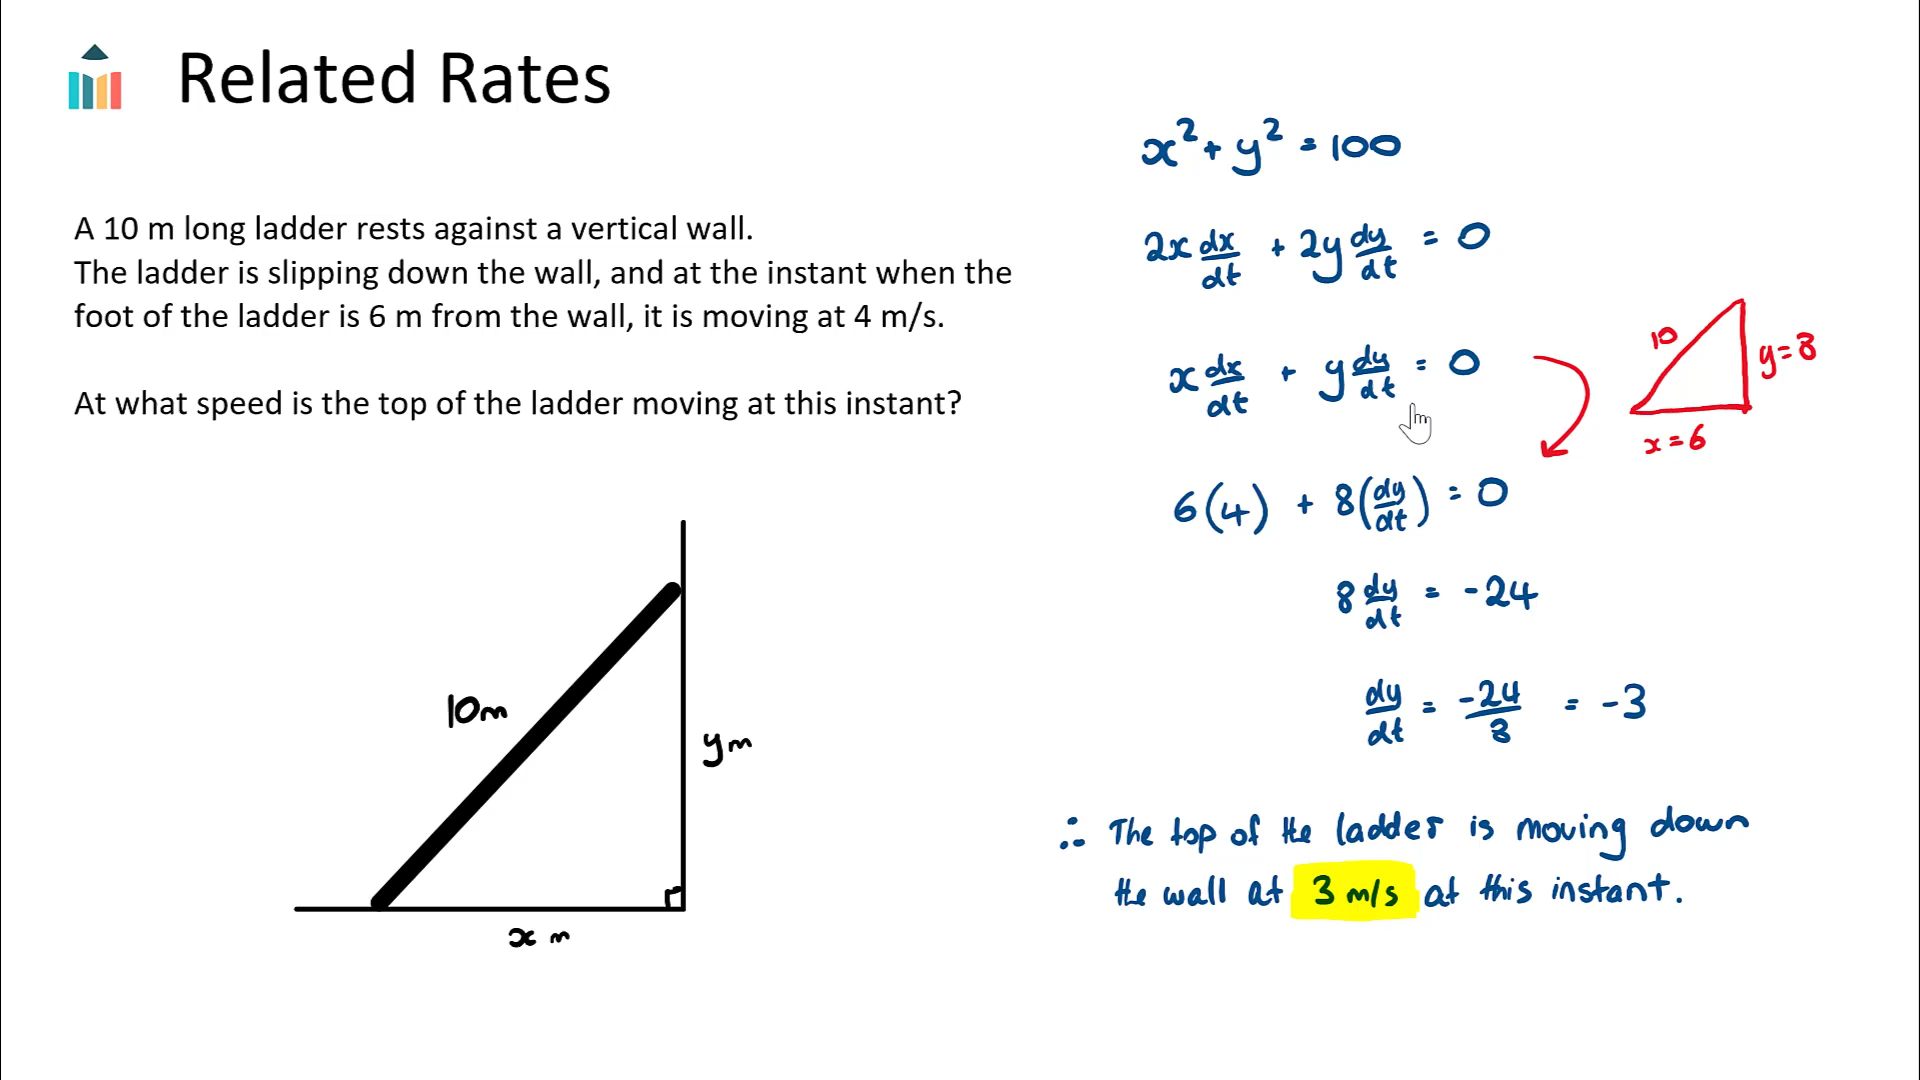 Related Rates
A 10 m long ladder rests against a vertical wall.
The ladder is slipping down the wall, and at the instant when the
foot of the ladder is 6 m from the wall, it is moving at 4 m/s.
At what speed is the top of the ladder moving at this instant?
10m
y m
x m
x² + y² = 100
2x dx/dt + 2y dy/dt = 0
x dx/dt + y dy/dt = 0
10
y = 8
x = 6
6(4) + 8(dy/dt) = 0
8 dy/dt = -24
dy/dt = -24/8 = -3
∴ The top of the ladder is moving down
the wall at 3 m/s at this instant.